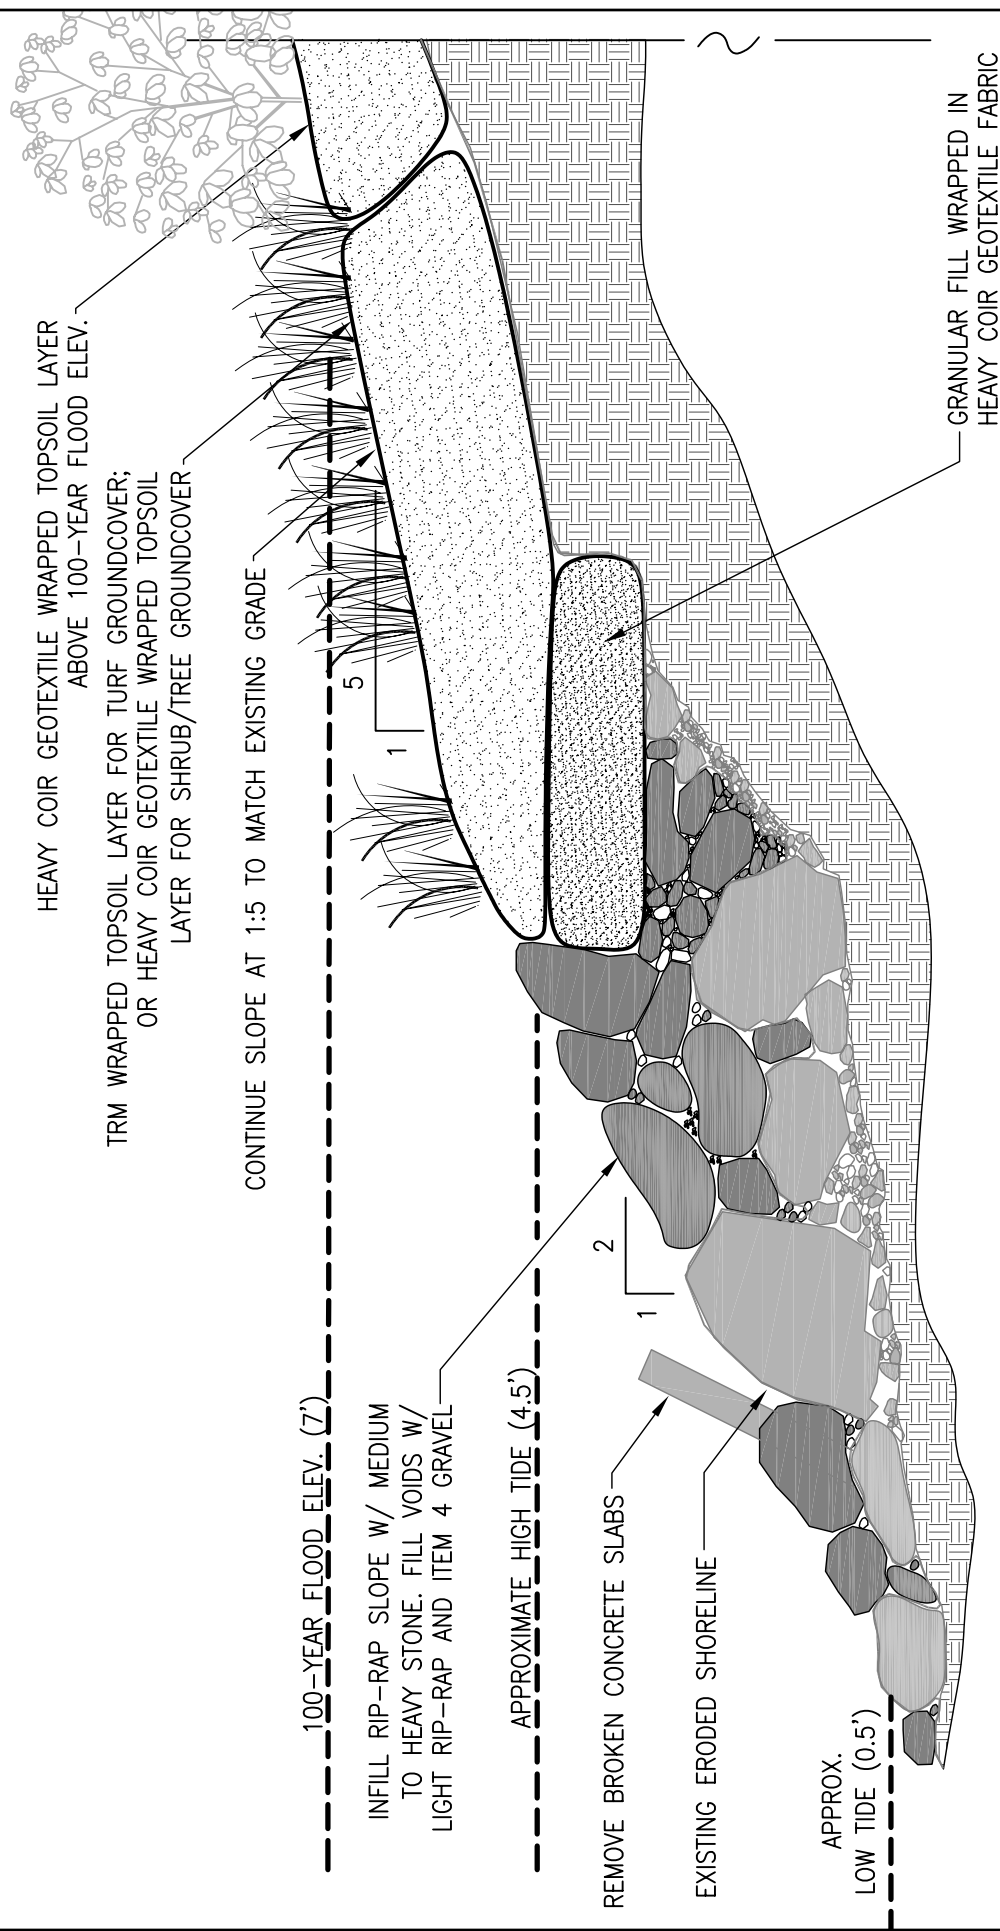 HEAVY COIR GEOTEXTILE WRAPPED TOPSOIL LAYER
ABOVE 100-YEAR FLOOD ELEV.
TRM WRAPPED TOPSOIL LAYER FOR TURF GROUNDCOVER;
OR HEAVY COIR GEOTEXTILE WRAPPED TOPSOIL
LAYER FOR SHRUB/TREE GROUNDCOVER
CONTINUE SLOPE AT 1:5 TO MATCH EXISTING GRADE
100-YEAR FLOOD ELEV. (7')
5
1
INFILL RIP-RAP SLOPE W/ MEDIUM
TO HEAVY STONE. FILL VOIDS W/
LIGHT RIP-RAP AND ITEM 4 GRAVEL
APPROXIMATE HIGH TIDE (4.5')
2
1
REMOVE BROKEN CONCRETE SLABS
EXISTING ERODED SHORELINE
APPROX.
LOW TIDE (0.5')
GRANULAR FILL WRAPPED IN
HEAVY COIR GEOTEXTILE FABRIC